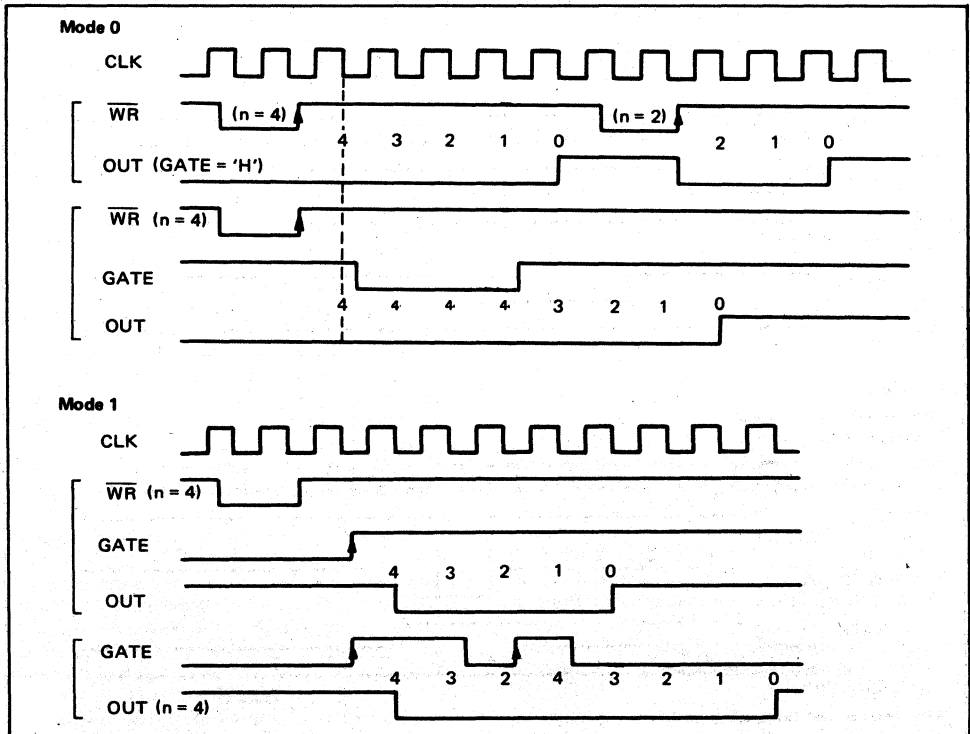 Mode 0
CLK
WR (n = 4) (n = 2)
4 3 2 1 0 2 1 0
OUT (GATE = 'H')
WR (n = 4)
GATE
4 4 4 4 3 2 1 0
OUT
Mode 1
CLK
WR (n = 4)
GATE
4 3 2 1 0
OUT
GATE
4 3 2 4 3 2 1 0
OUT (n = 4)